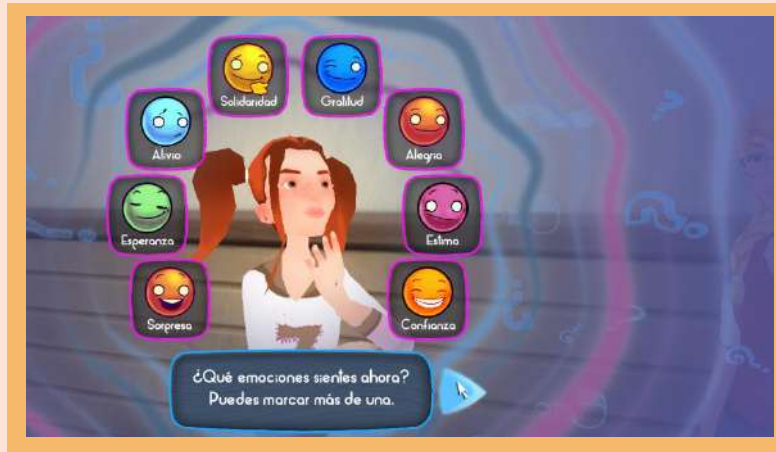 Solidaridad
Gratitud
Alivio
Alegría
Esperanza
Estima
Sorpresa
Confianza
¿Qué emociones sientes ahora?
Puedes marcar más de una.